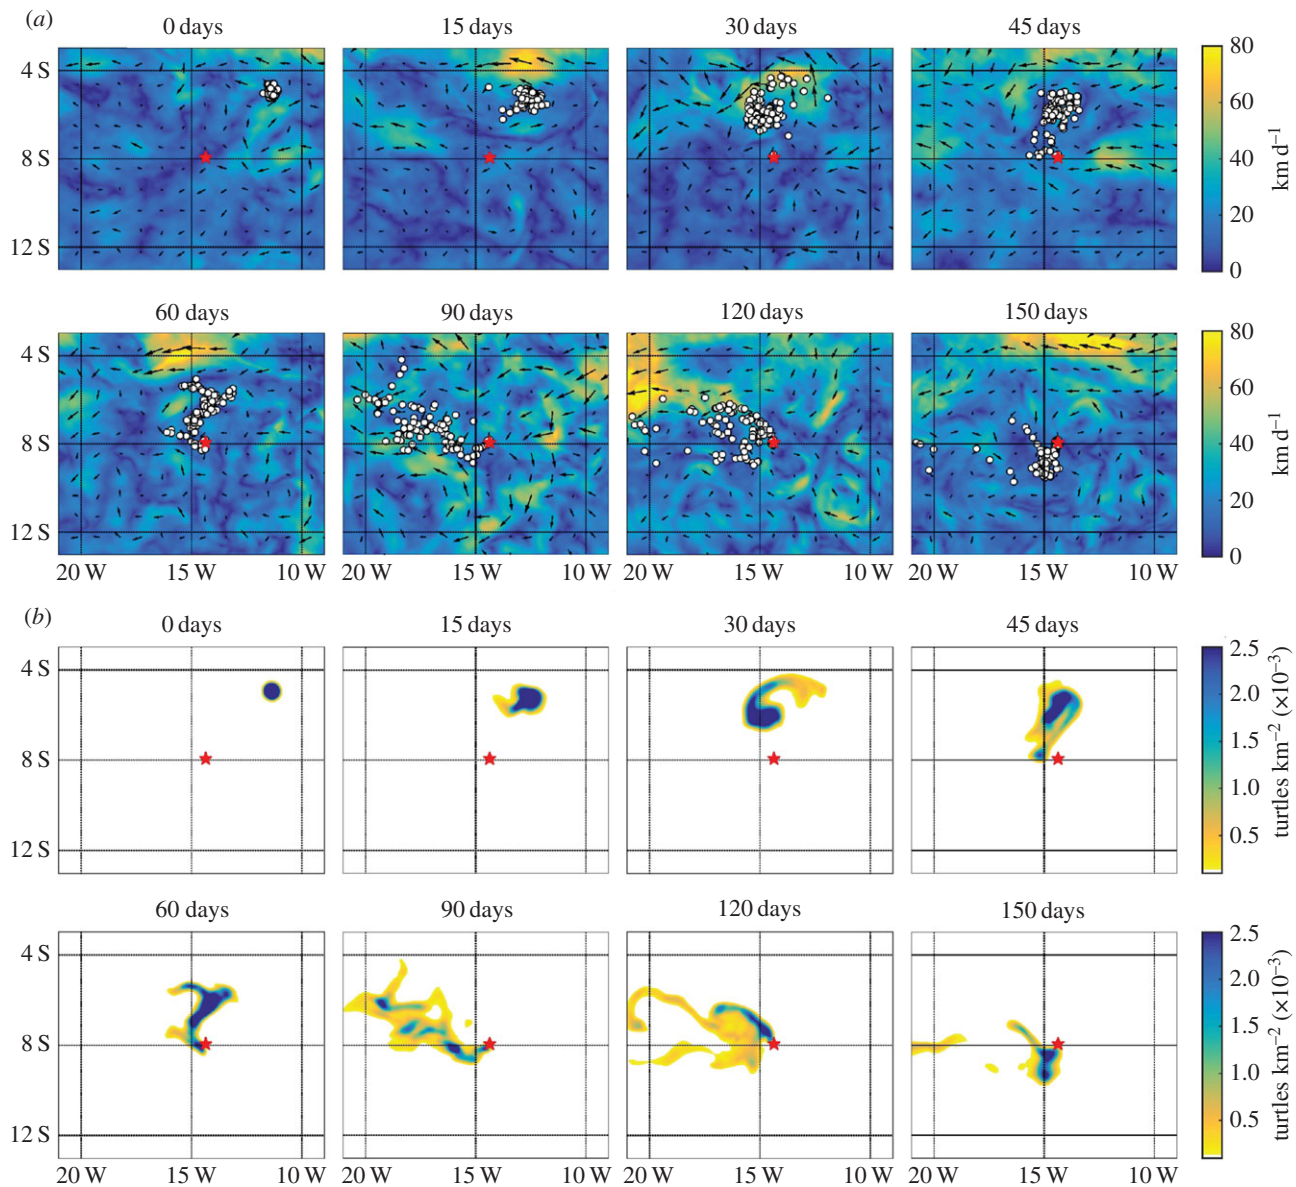 (a)
0 days 15 days 30 days 45 days
4 S 80
60
8 S 40 km d⁻¹
20
12 S 0
60 days 90 days 120 days 150 days
4 S 80
60
8 S 40 km d⁻¹
20
12 S 0
20 W 15 W 10 W 20 W 15 W 10 W 20 W 15 W 10 W 20 W 15 W 10 W
(b)
0 days 15 days 30 days 45 days
4 S 2.5
2.0
8 S 1.5 turtles km⁻² (×10⁻³)
1.0
12 S 0.5
60 days 90 days 120 days 150 days
4 S 2.5
2.0
8 S 1.5 turtles km⁻² (×10⁻³)
1.0
12 S 0.5
20 W 15 W 10 W 20 W 15 W 10 W 20 W 15 W 10 W 20 W 15 W 10 W